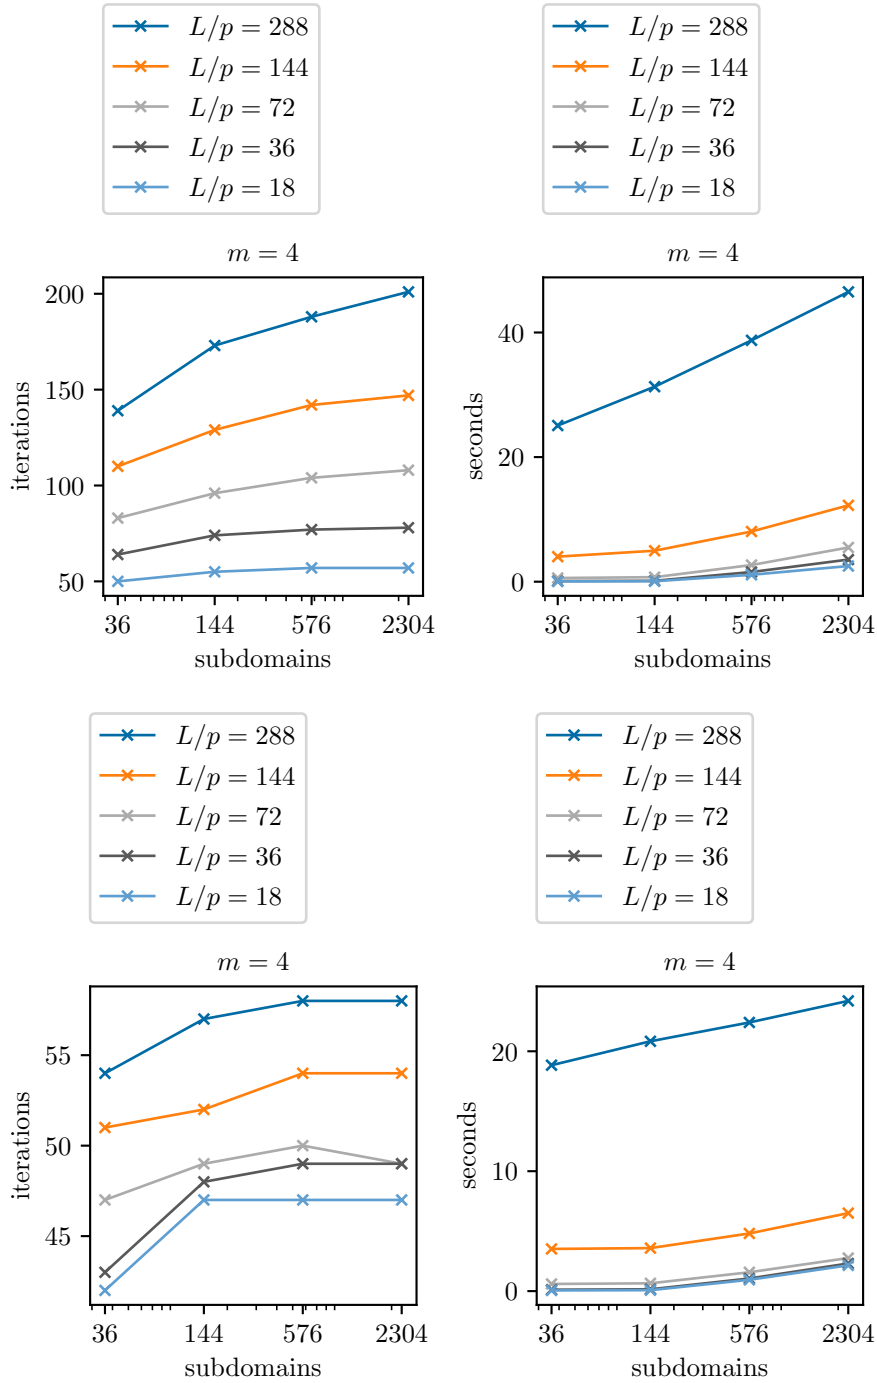 L/p = 288
L/p = 144
L/p = 72
L/p = 36
L/p = 18
m = 4
iterations
200
150
100
50
36 144 576 2304
subdomains
L/p = 288
L/p = 144
L/p = 72
L/p = 36
L/p = 18
m = 4
seconds
40
20
0
36 144 576 2304
subdomains
L/p = 288
L/p = 144
L/p = 72
L/p = 36
L/p = 18
m = 4
iterations
55
50
45
36 144 576 2304
subdomains
L/p = 288
L/p = 144
L/p = 72
L/p = 36
L/p = 18
m = 4
seconds
20
10
0
36 144 576 2304
subdomains